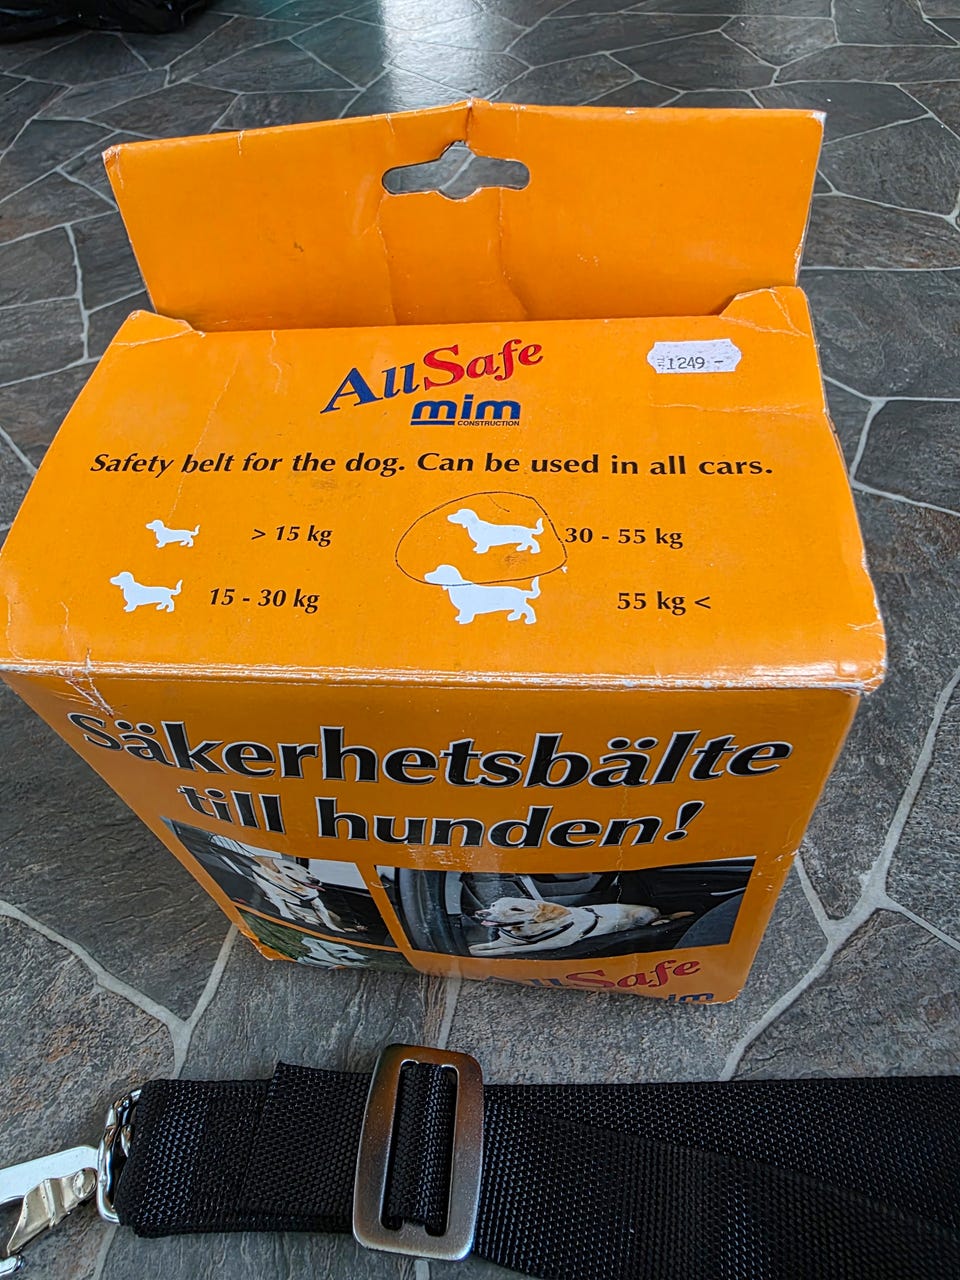 AllSafe
1249 -
mim
CONSTRUCTION
Safety belt for the dog. Can be used in all cars.
> 15 kg
30 - 55 kg
15 - 30 kg
55 kg <
Säkerhetsbälte
till hunden!
AllSafe
mim